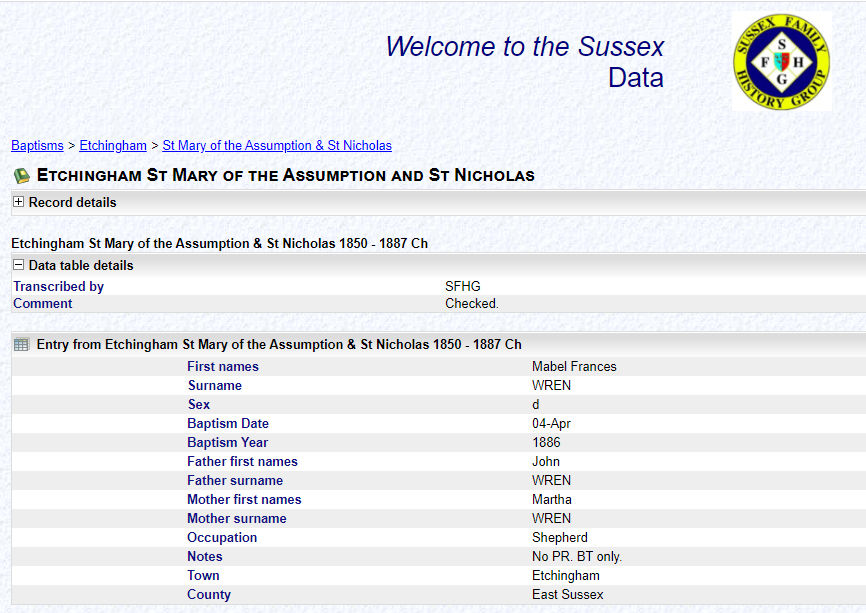 Welcome to the Sussex
Data
SUSSEX FAMILY
S
F H
G
HISTORY GROUP
Baptisms > Etchingham > St Mary of the Assumption & St Nicholas
ETCHINGHAM ST MARY OF THE ASSUMPTION AND ST NICHOLAS
Record details
Etchingham St Mary of the Assumption & St Nicholas 1850 - 1887 Ch
Data table details
Transcribed by SFHG
Comment Checked.
Entry from Etchingham St Mary of the Assumption & St Nicholas 1850 - 1887 Ch
First names Mabel Frances
Surname WREN
Sex d
Baptism Date 04-Apr
Baptism Year 1886
Father first names John
Father surname WREN
Mother first names Martha
Mother surname WREN
Occupation Shepherd
Notes No PR. BT only.
Town Etchingham
County East Sussex